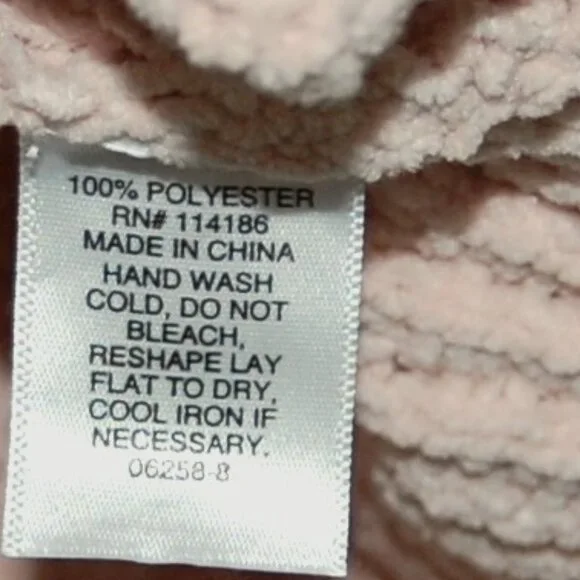 100% POLYESTER
RN# 114186
MADE IN CHINA
HAND WASH
COLD, DO NOT
BLEACH,
RESHAPE LAY
FLAT TO DRY,
COOL IRON IF
NECESSARY.
06258-8